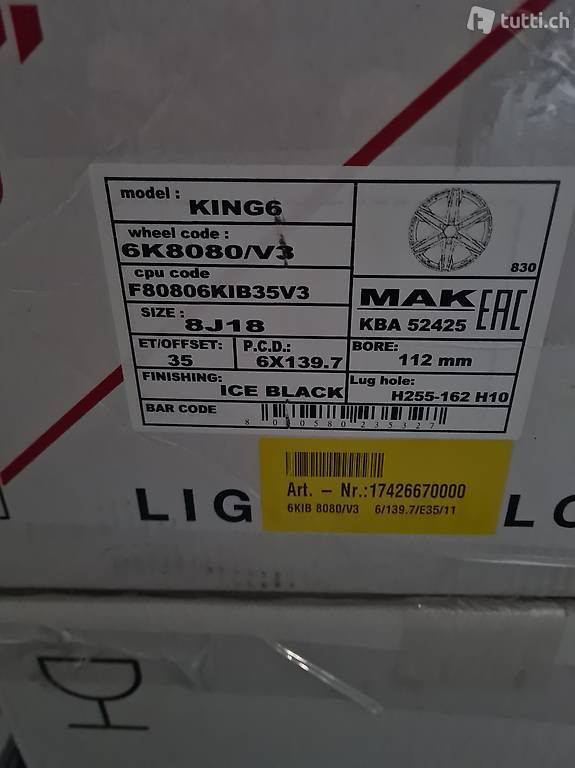 tutti.ch
model :
KING6
wheel code :
6K8080/V3
cpu code
F80806KIB35V3
SIZE :
8J18
830
MAK EAC
KBA 52425
ET/OFFSET:
35
P.C.D.:
6X139.7
BORE:
112 mm
FINISHING:
ICE BLACK
Lug hole:
H255-162 H10
BAR CODE
Art. - Nr.:17426670000
6KIB 8080/V3 6/139.7/E35/11
LIG LO